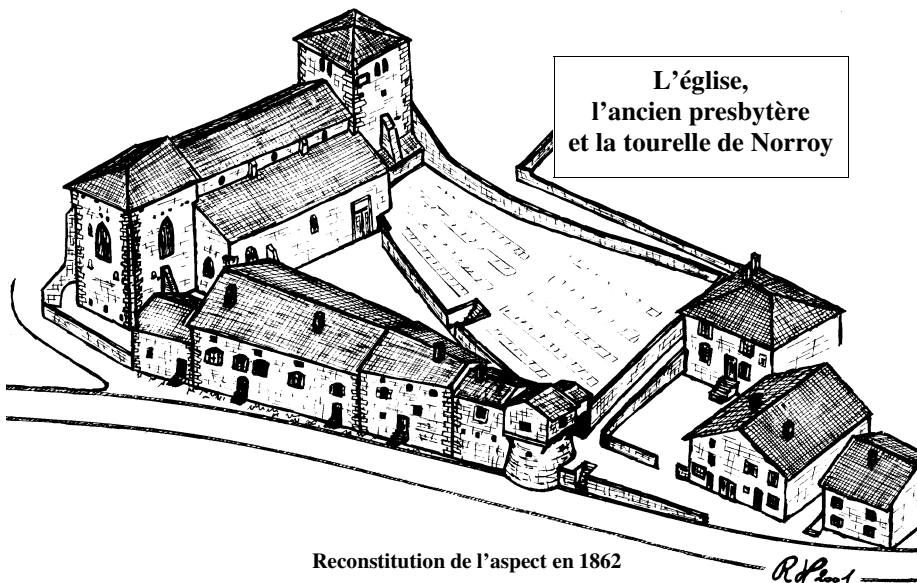 L'église,
l'ancien presbytère
et la tourelle de Norroy
Reconstitution de l'aspect en 1862